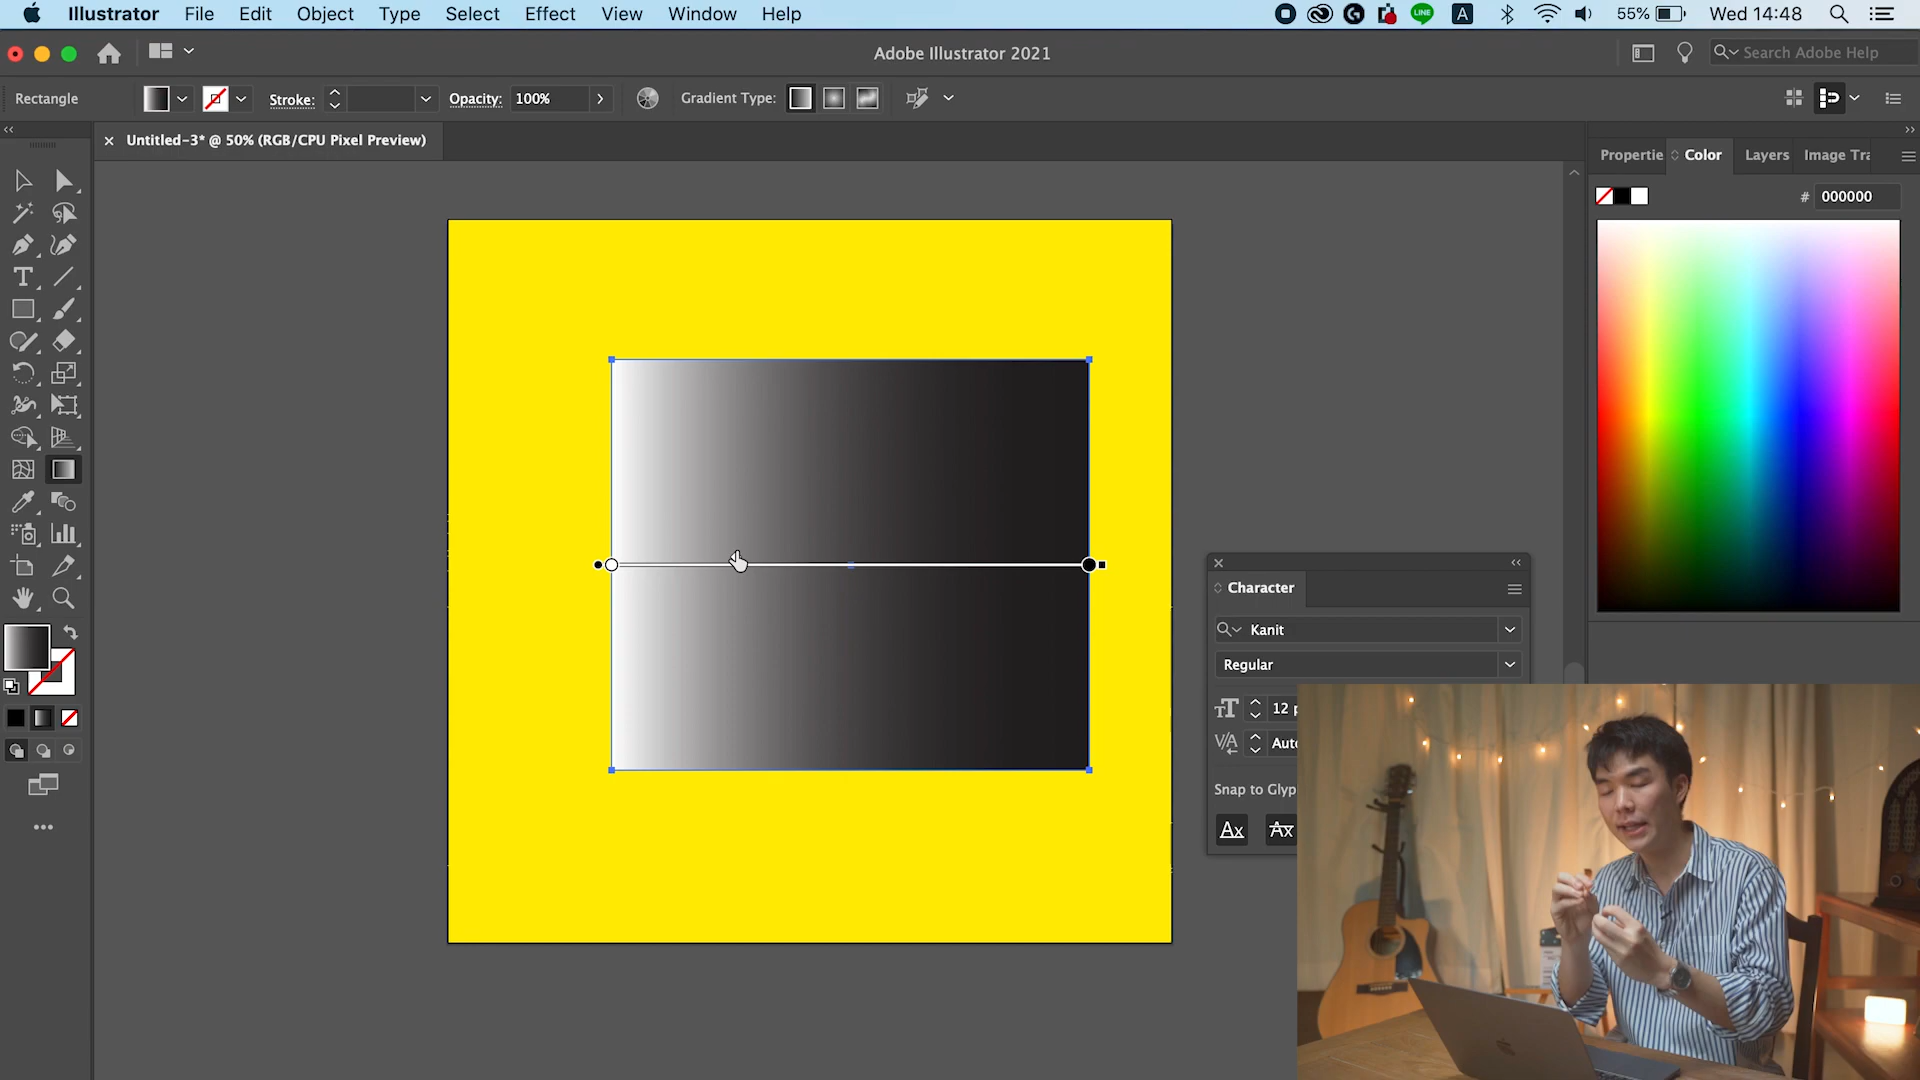 Illustrator File Edit Object Type Select Effect View Window Help
A 55% Wed 14:48
LINE
Adobe Illustrator 2021
Search Adobe Help
Rectangle Stroke: Opacity: 100% Gradient Type:
Untitled-3* @ 50% (RGB/CPU Pixel Preview)
Propertie Color Layers Image Tra
# 000000
Character
Kanit
Regular
12 p
Auto
Snap to Glyp